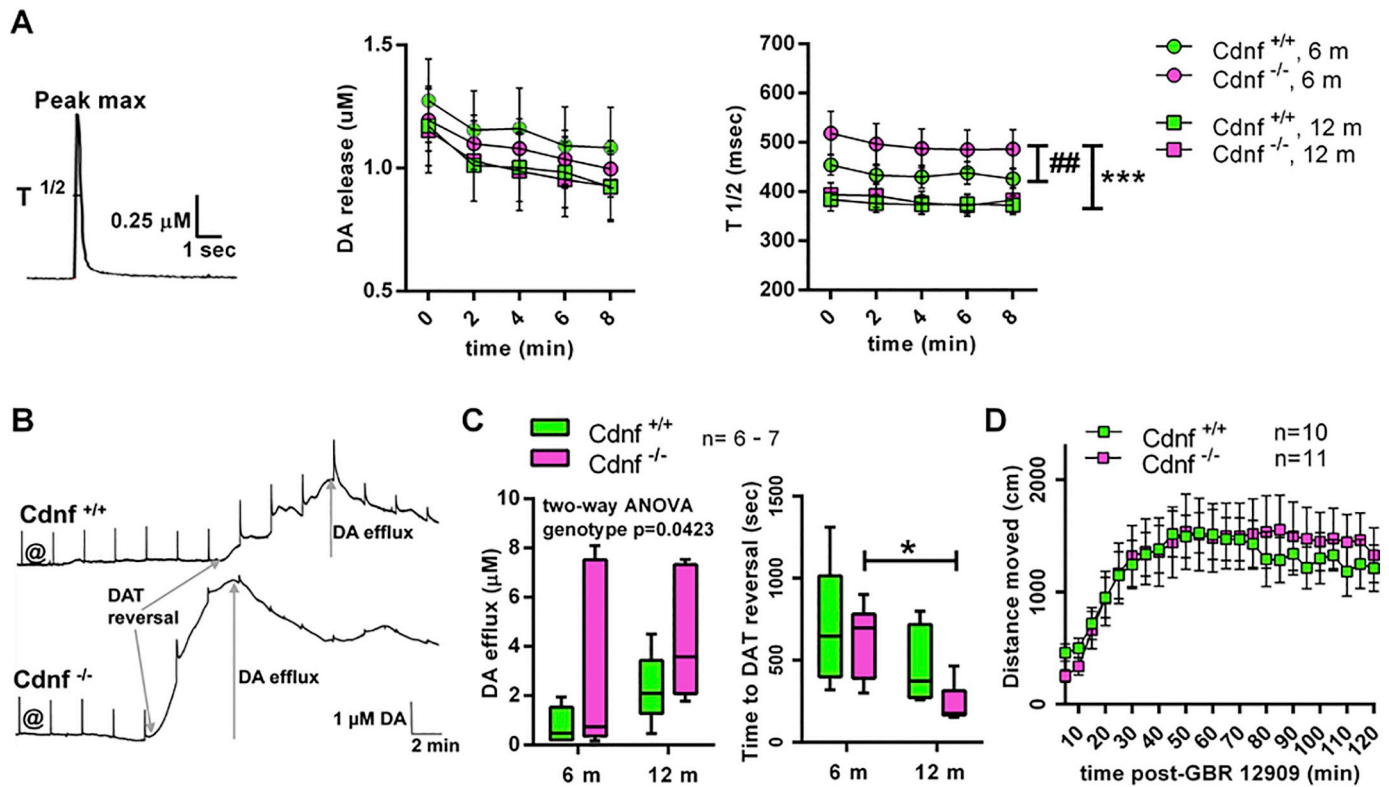 A
Peak max
T 1/2
0.25 µM
1 sec
DA release (uM)
1.5
1.0
0.5
0 2 4 6 8
time (min)
T 1/2 (msec)
700
600
500
400
300
200
0 2 4 6 8
time (min)
##
***
Cdnf +/+, 6 m
Cdnf -/-, 6 m
Cdnf +/+, 12 m
Cdnf -/-, 12 m
B
Cdnf +/+
@
DA efflux
DAT
reversal
Cdnf -/-
@
DA efflux
1 µM DA
2 min
C
Cdnf +/+
Cdnf -/-
n= 6 - 7
DA efflux (µM)
10
8
6
4
2
0
two-way ANOVA
genotype p=0.0423
6 m 12 m
Time to DAT reversal (sec)
1500
1000
500
0
*
6 m 12 m
D
Cdnf +/+ n=10
Cdnf -/- n=11
Distance moved (cm)
2000
1000
0
10 20 30 40 50 60 70 80 90 100 110 120
time post-GBR 12909 (min)